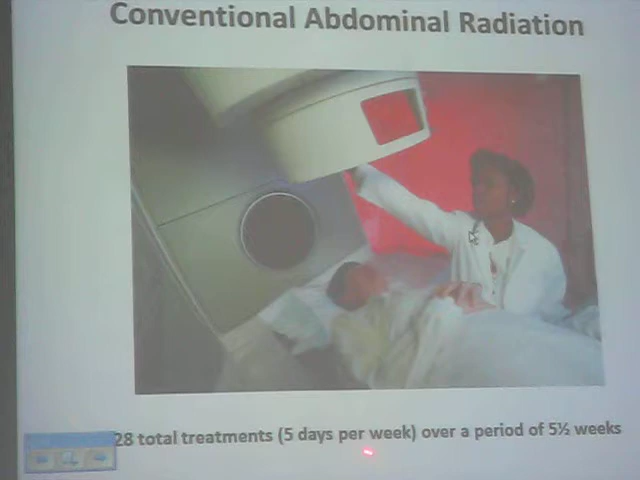 Conventional Abdominal Radiation
28 total treatments (5 days per week) over a period of 5½ weeks